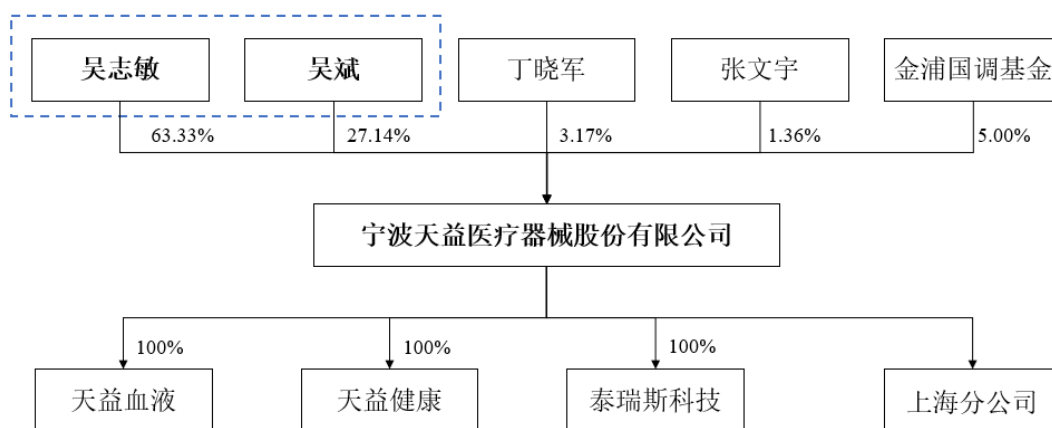 吴志敏 吴斌 丁晓军 张文宇 金浦国调基金
63.33% 27.14% 3.17% 1.36% 5.00%
宁波天益医疗器械股份有限公司
100% 100% 100%
天益血液 天益健康 泰瑞斯科技 上海分公司